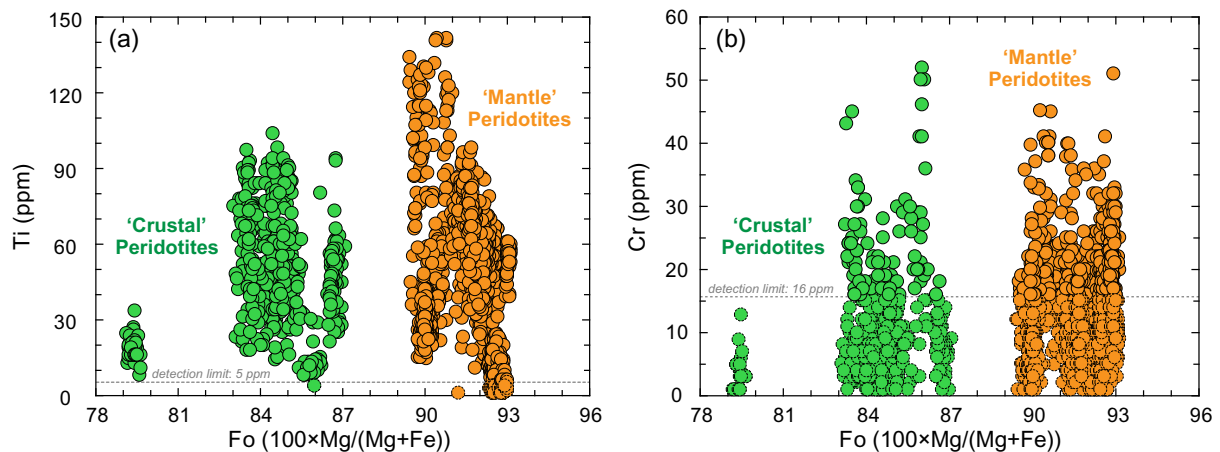 (a)
150
120
90
60
30
0
Ti (ppm)
'Mantle'
Peridotites
'Crustal'
Peridotites
detection limit: 5 ppm
78 81 84 87 90 93 96
Fo (100×Mg/(Mg+Fe))
(b)
60
50
40
30
20
10
0
Cr (ppm)
'Mantle'
Peridotites
'Crustal'
Peridotites
detection limit: 16 ppm
78 81 84 87 90 93 96
Fo (100×Mg/(Mg+Fe))